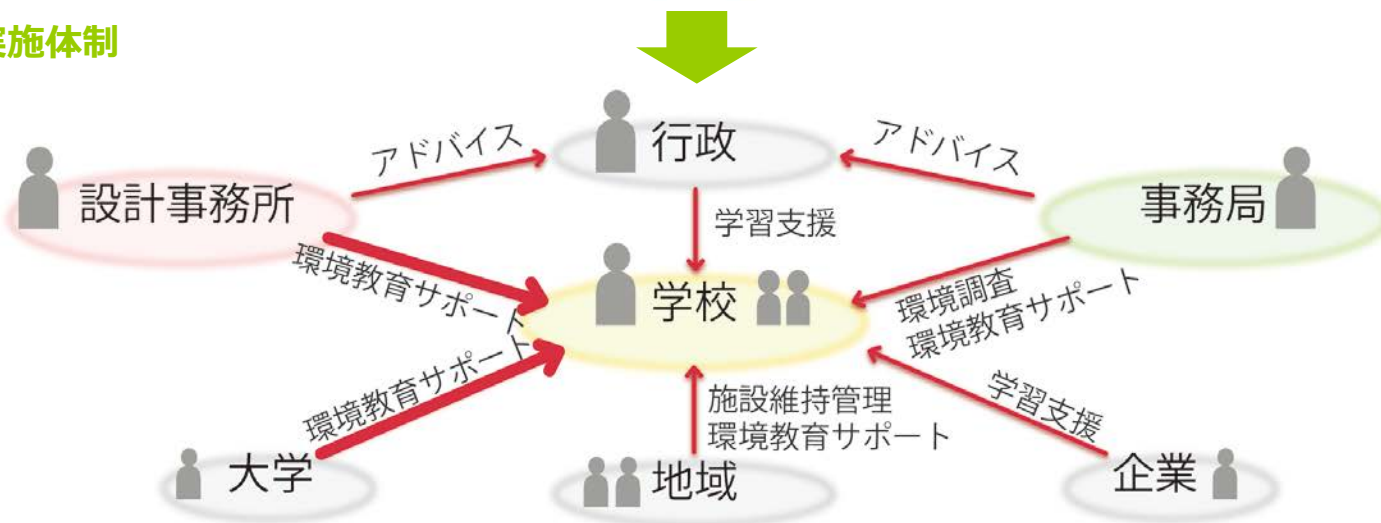 実施体制
アドバイス
行政
アドバイス
設計事務所
事務局
学習支援
環境教育サポート
学校
環境調査
環境教育サポート
環境教育サポート
施設維持管理
環境教育サポート
学習支援
大学
地域
企業